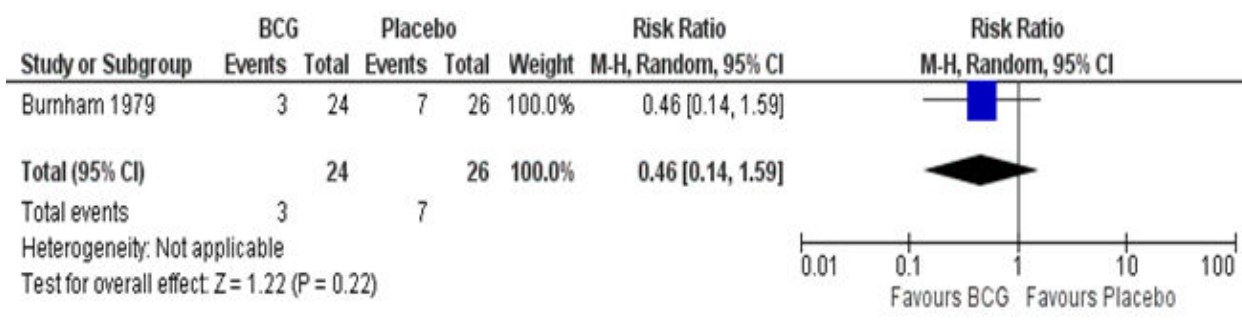 BCG Placebo Risk Ratio Risk Ratio
Study or Subgroup Events Total Events Total Weight M-H, Random, 95% CI M-H, Random, 95% CI
Burnham 1979 3 24 7 26 100.0% 0.46 [0.14, 1.59]
Total (95% CI) 24 26 100.0% 0.46 [0.14, 1.59]
Total events 3 7
Heterogeneity: Not applicable
Test for overall effect: Z = 1.22 (P = 0.22)
0.01 0.1 1 10 100
Favours BCG Favours Placebo